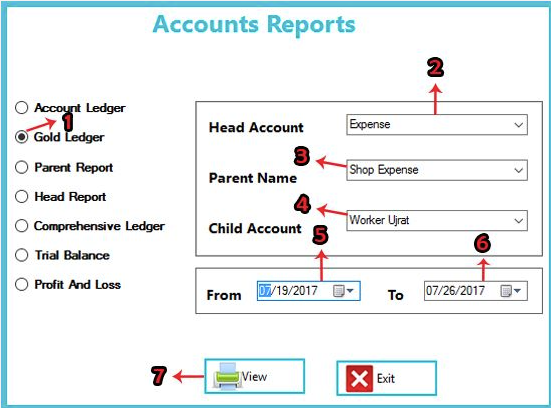 Accounts Reports
2
Account Ledger
1
Head Account
Expense
Gold Ledger
3
Parent Report
Parent Name
Shop Expense
Head Report
4
Comprehensive Ledger
Child Account
Worker Ujrat
5
6
Trial Balance
Profit And Loss
From
07/19/2017
To
07/26/2017
7
View
Exit